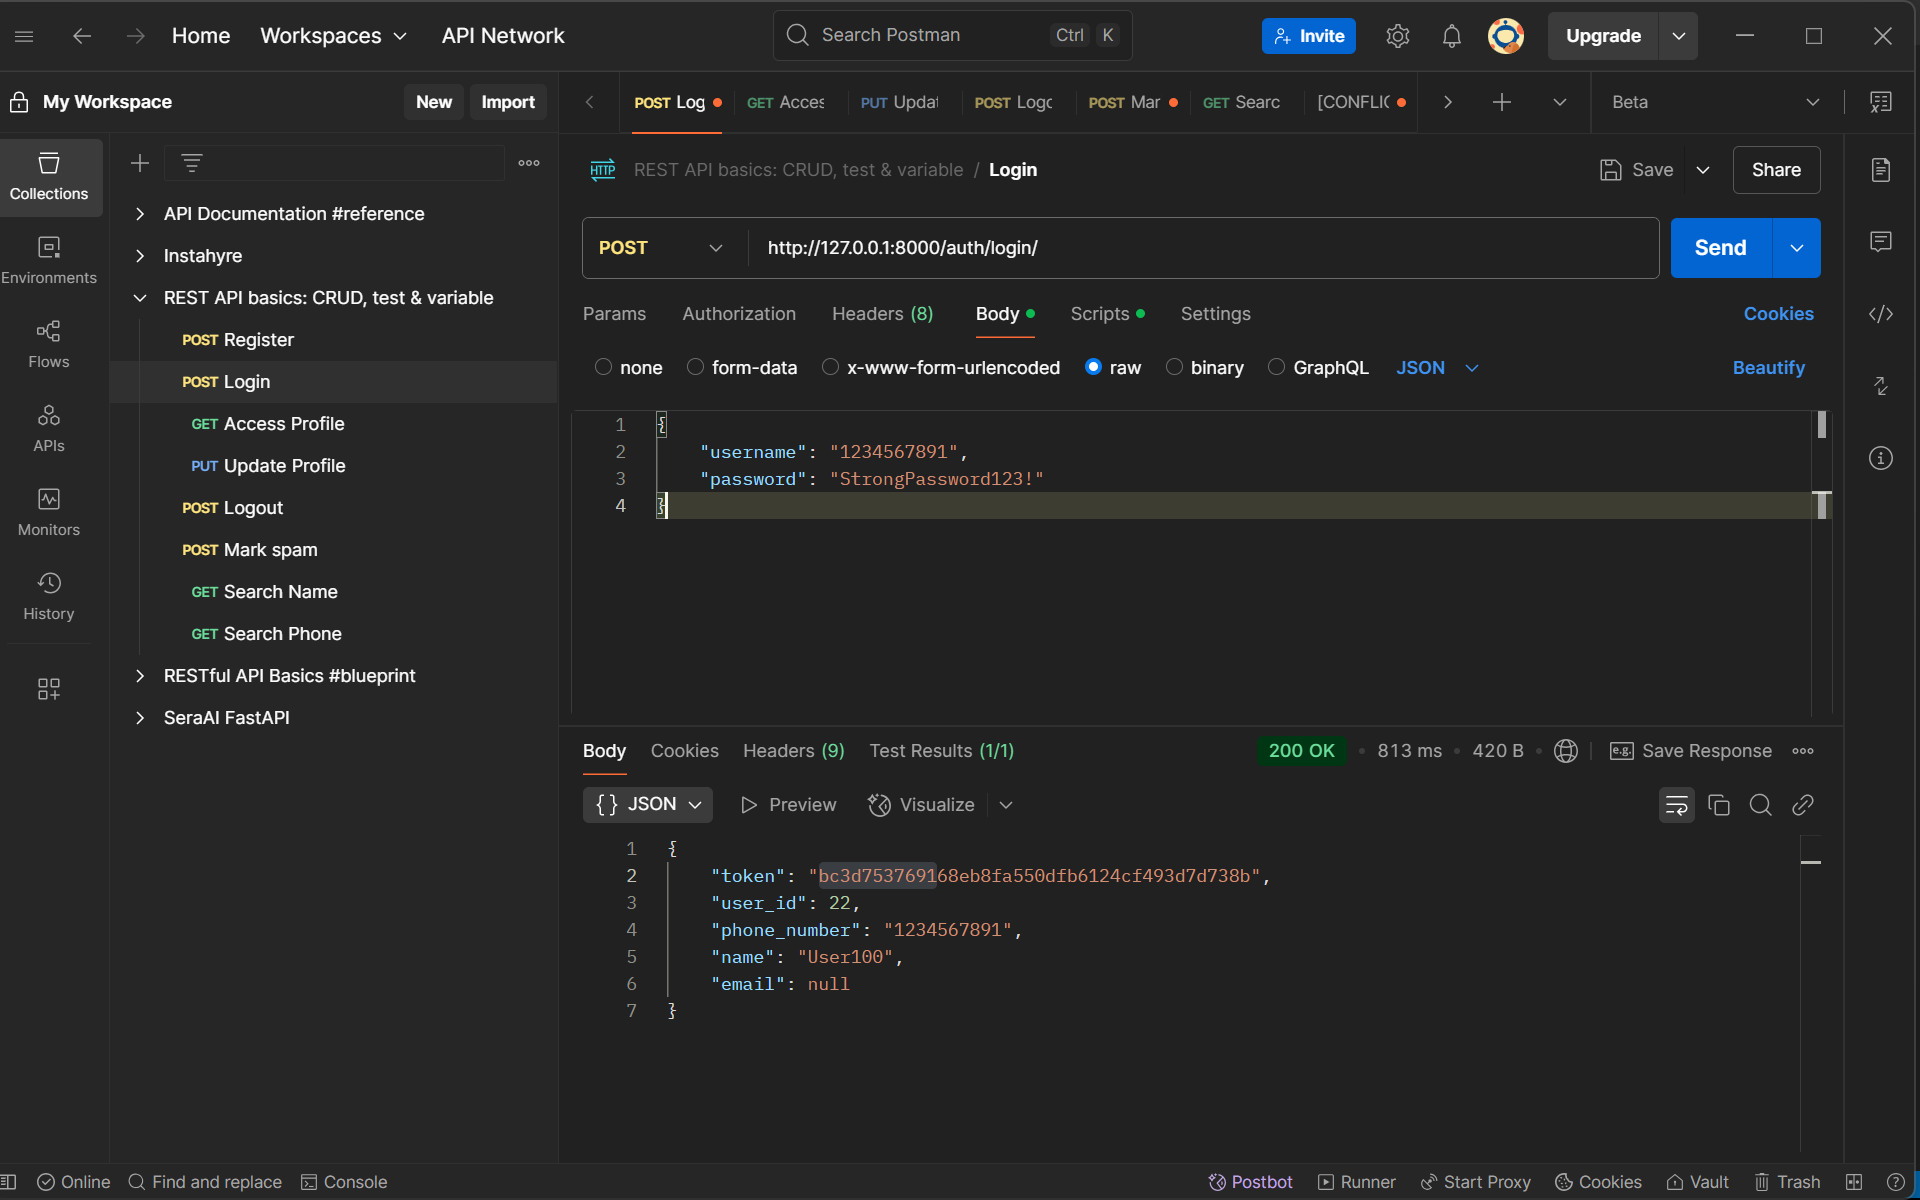 Home Workspaces API Network Search Postman Ctrl K Invite Upgrade
My Workspace New Import
POST Log GET Acces PUT Updat POST Logo POST Mar GET Searc [CONFLIC Beta
Collections
Environments
Flows
APIs
Monitors
History
API Documentation #reference
Instahyre
REST API basics: CRUD, test & variable
POST Register
POST Login
GET Access Profile
PUT Update Profile
POST Logout
POST Mark spam
GET Search Name
GET Search Phone
RESTful API Basics #blueprint
SeraAI FastAPI
HTTP REST API basics: CRUD, test & variable / Login Save Share
POST http://127.0.0.1:8000/auth/login/ Send
Params Authorization Headers (8) Body Scripts Settings Cookies
none form-data x-www-form-urlencoded raw binary GraphQL JSON Beautify
1 {
2 "username": "1234567891",
3 "password": "StrongPassword123!"
4 }
Body Cookies Headers (9) Test Results (1/1) 200 OK • 813 ms • 420 B • e.g. Save Response
{} JSON Preview Visualize
1 {
2 "token": "bc3d753769168eb8fa550dfb6124cf493d7d738b",
3 "user_id": 22,
4 "phone_number": "1234567891",
5 "name": "User100",
6 "email": null
7 }
Online Find and replace Console Postbot Runner Start Proxy Cookies Vault Trash